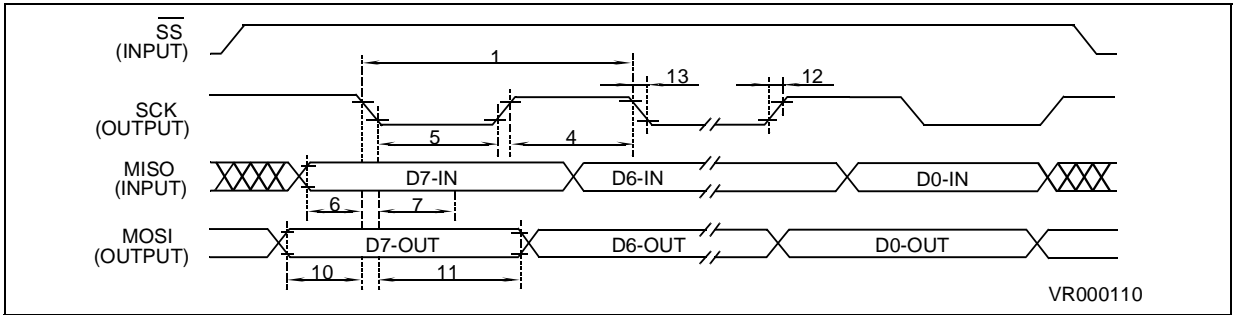 SS
(INPUT)
1
13
12
SCK
(OUTPUT)
5
4
MISO
(INPUT)
D7-IN
D6-IN
D0-IN
6
7
MOSI
(OUTPUT)
D7-OUT
D6-OUT
D0-OUT
10
11
VR000110